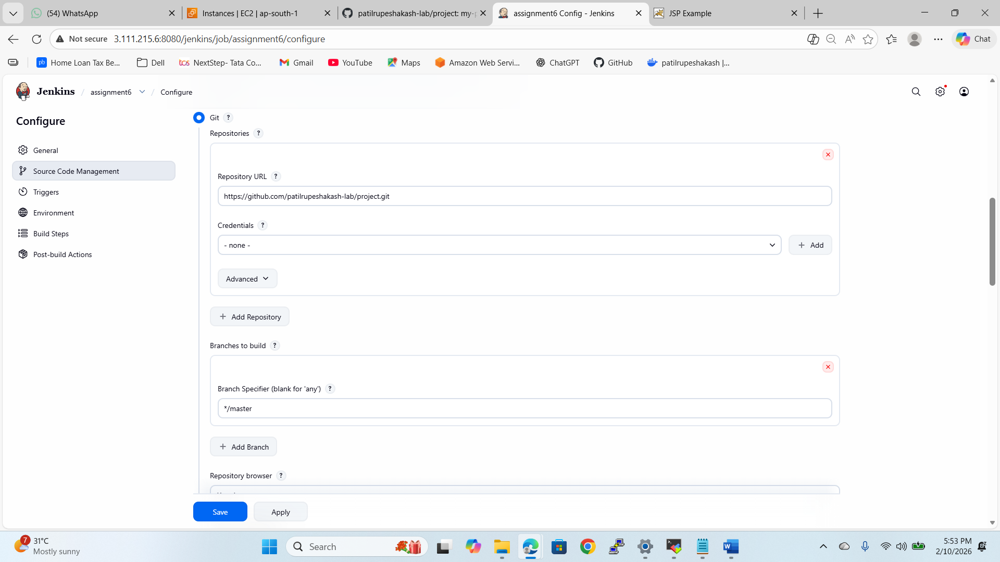 (54) WhatsApp
Instances | EC2 | ap-south-1
patilrupeshakash-lab/project: my-p
assignment6 Config - Jenkins
JSP Example
Not secure 3.111.215.6:8080/jenkins/job/assignment6/configure
Chat
pb Home Loan Tax Be...
Dell
tcs NextStep- Tata Co...
Gmail
YouTube
Maps
Amazon Web Servi...
ChatGPT
GitHub
patilrupeshakash |...
Jenkins / assignment6 / Configure
Configure
General
Source Code Management
Triggers
Environment
Build Steps
Post-build Actions
Git ?
Repositories ?
Repository URL ?
https://github.com/patilrupeshakash-lab/project.git
Credentials ?
- none -
+ Add
Advanced
+ Add Repository
Branches to build ?
Branch Specifier (blank for 'any') ?
*/master
+ Add Branch
Repository browser ?
Save
Apply
7
31°C
Mostly sunny
Search
5:53 PM
2/10/2026